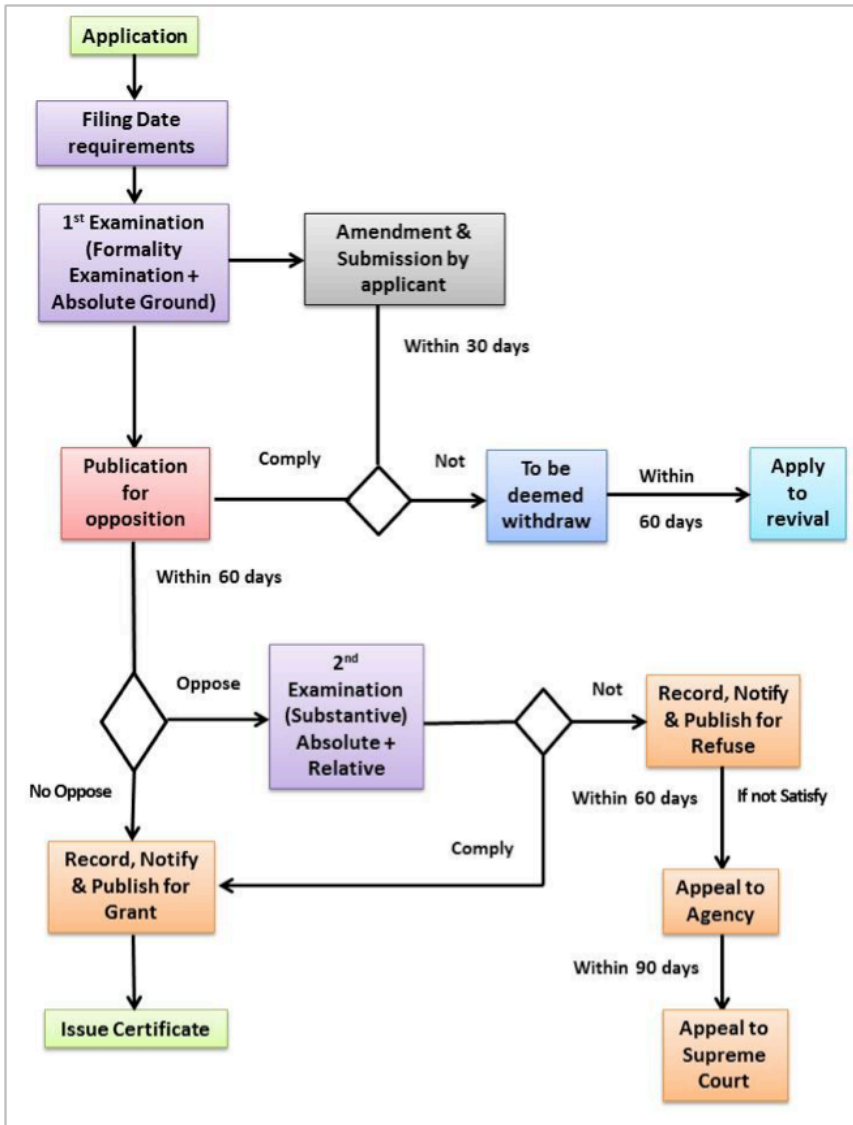 Application
Filing Date
requirements
1st Examination
(Formality
Examination +
Absolute Ground)
Amendment &
Submission by
applicant
Within 30 days
Publication
for
opposition
Comply
Not
To be
deemed
withdraw
Within
60 days
Apply
to
revival
Within 60 days
Oppose
2nd
Examination
(Substantive)
Absolute +
Relative
Not
Record, Notify
& Publish for
Refuse
No Oppose
Within 60 days
If not Satisfy
Comply
Record, Notify
& Publish for
Grant
Appeal to
Agency
Within 90 days
Issue Certificate
Appeal to
Supreme
Court